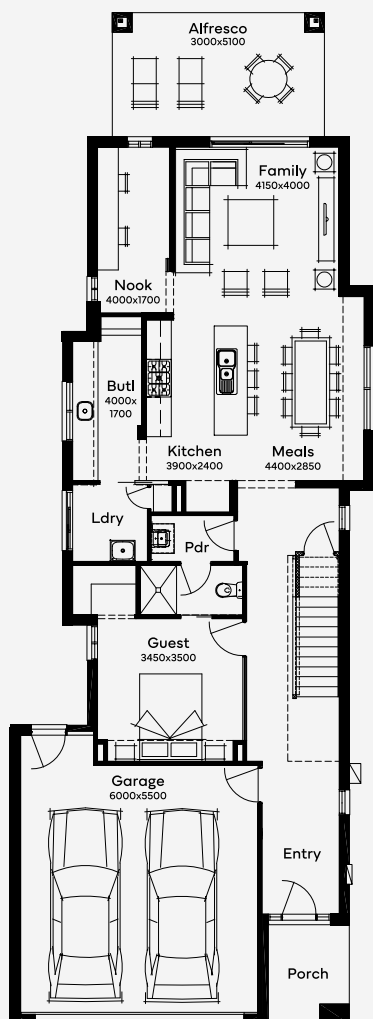 Alfresco
3000x5100
Family
4150x4000
Nook
4000x1700
Butl
4000x
1700
Kitchen
3900x2400
Meals
4400x2850
Ldry
Pdr
Guest
3450x3500
Garage
6000x5500
Entry
Porch